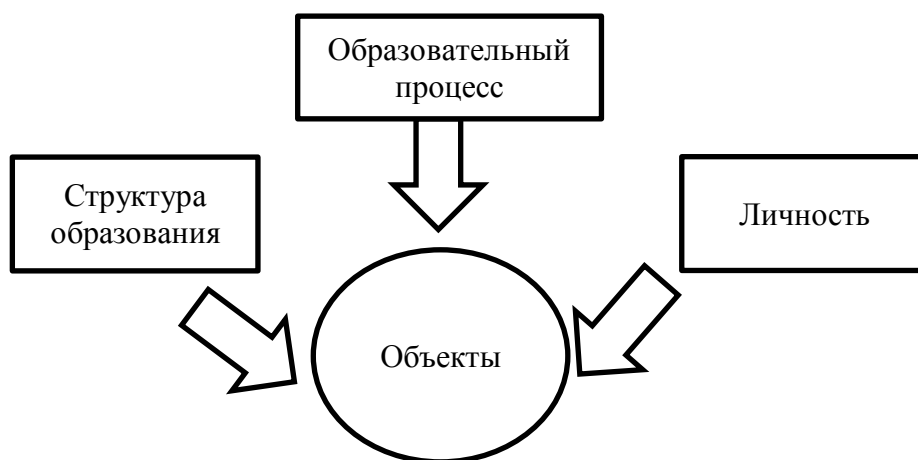 Образовательный
процесс
Структура
образования
Личность
Объекты